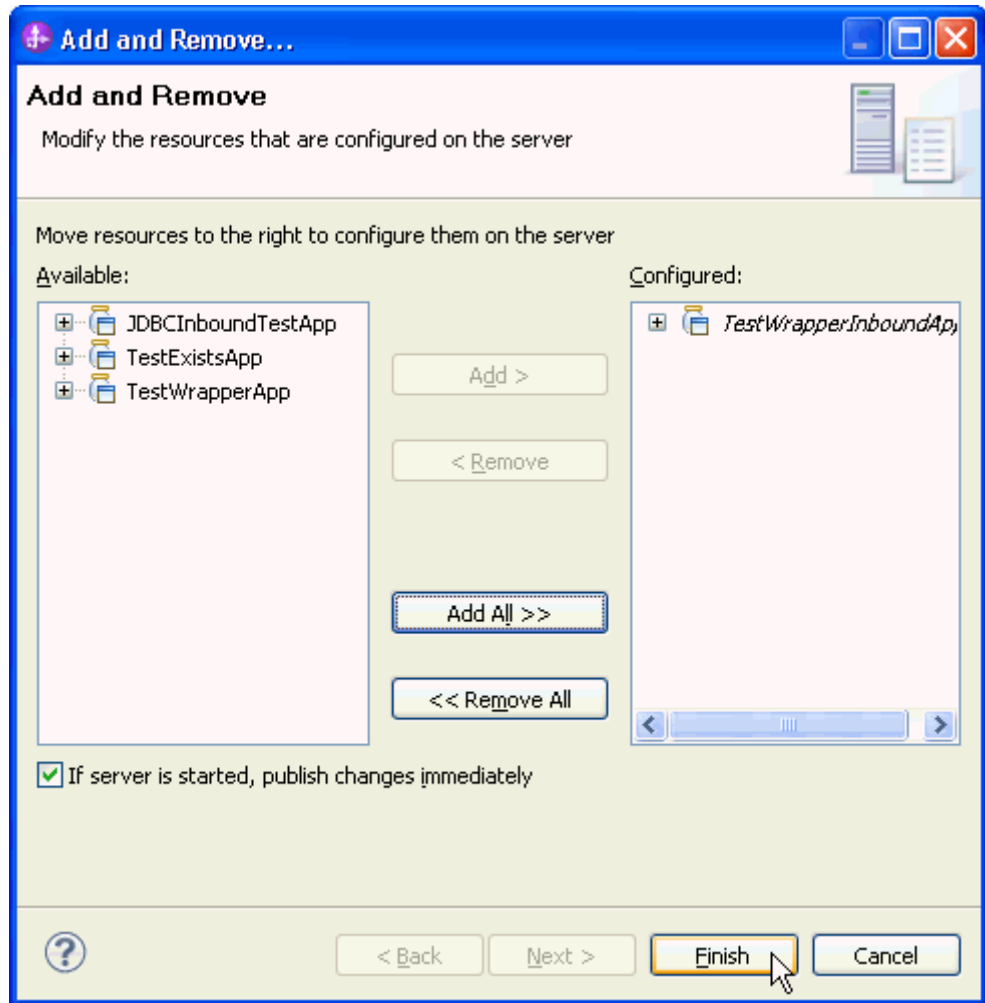 Add and Remove...
Add and Remove
Modify the resources that are configured on the server
Move resources to the right to configure them on the server
Available:
Configured:
JDBCInboundTestApp
TestExistsApp
TestWrapperApp
TestWrapperInboundAp
Add >
< Remove
Add All >>
<< Remove All
If server is started, publish changes immediately
?
< Back
Next >
Finish
Cancel